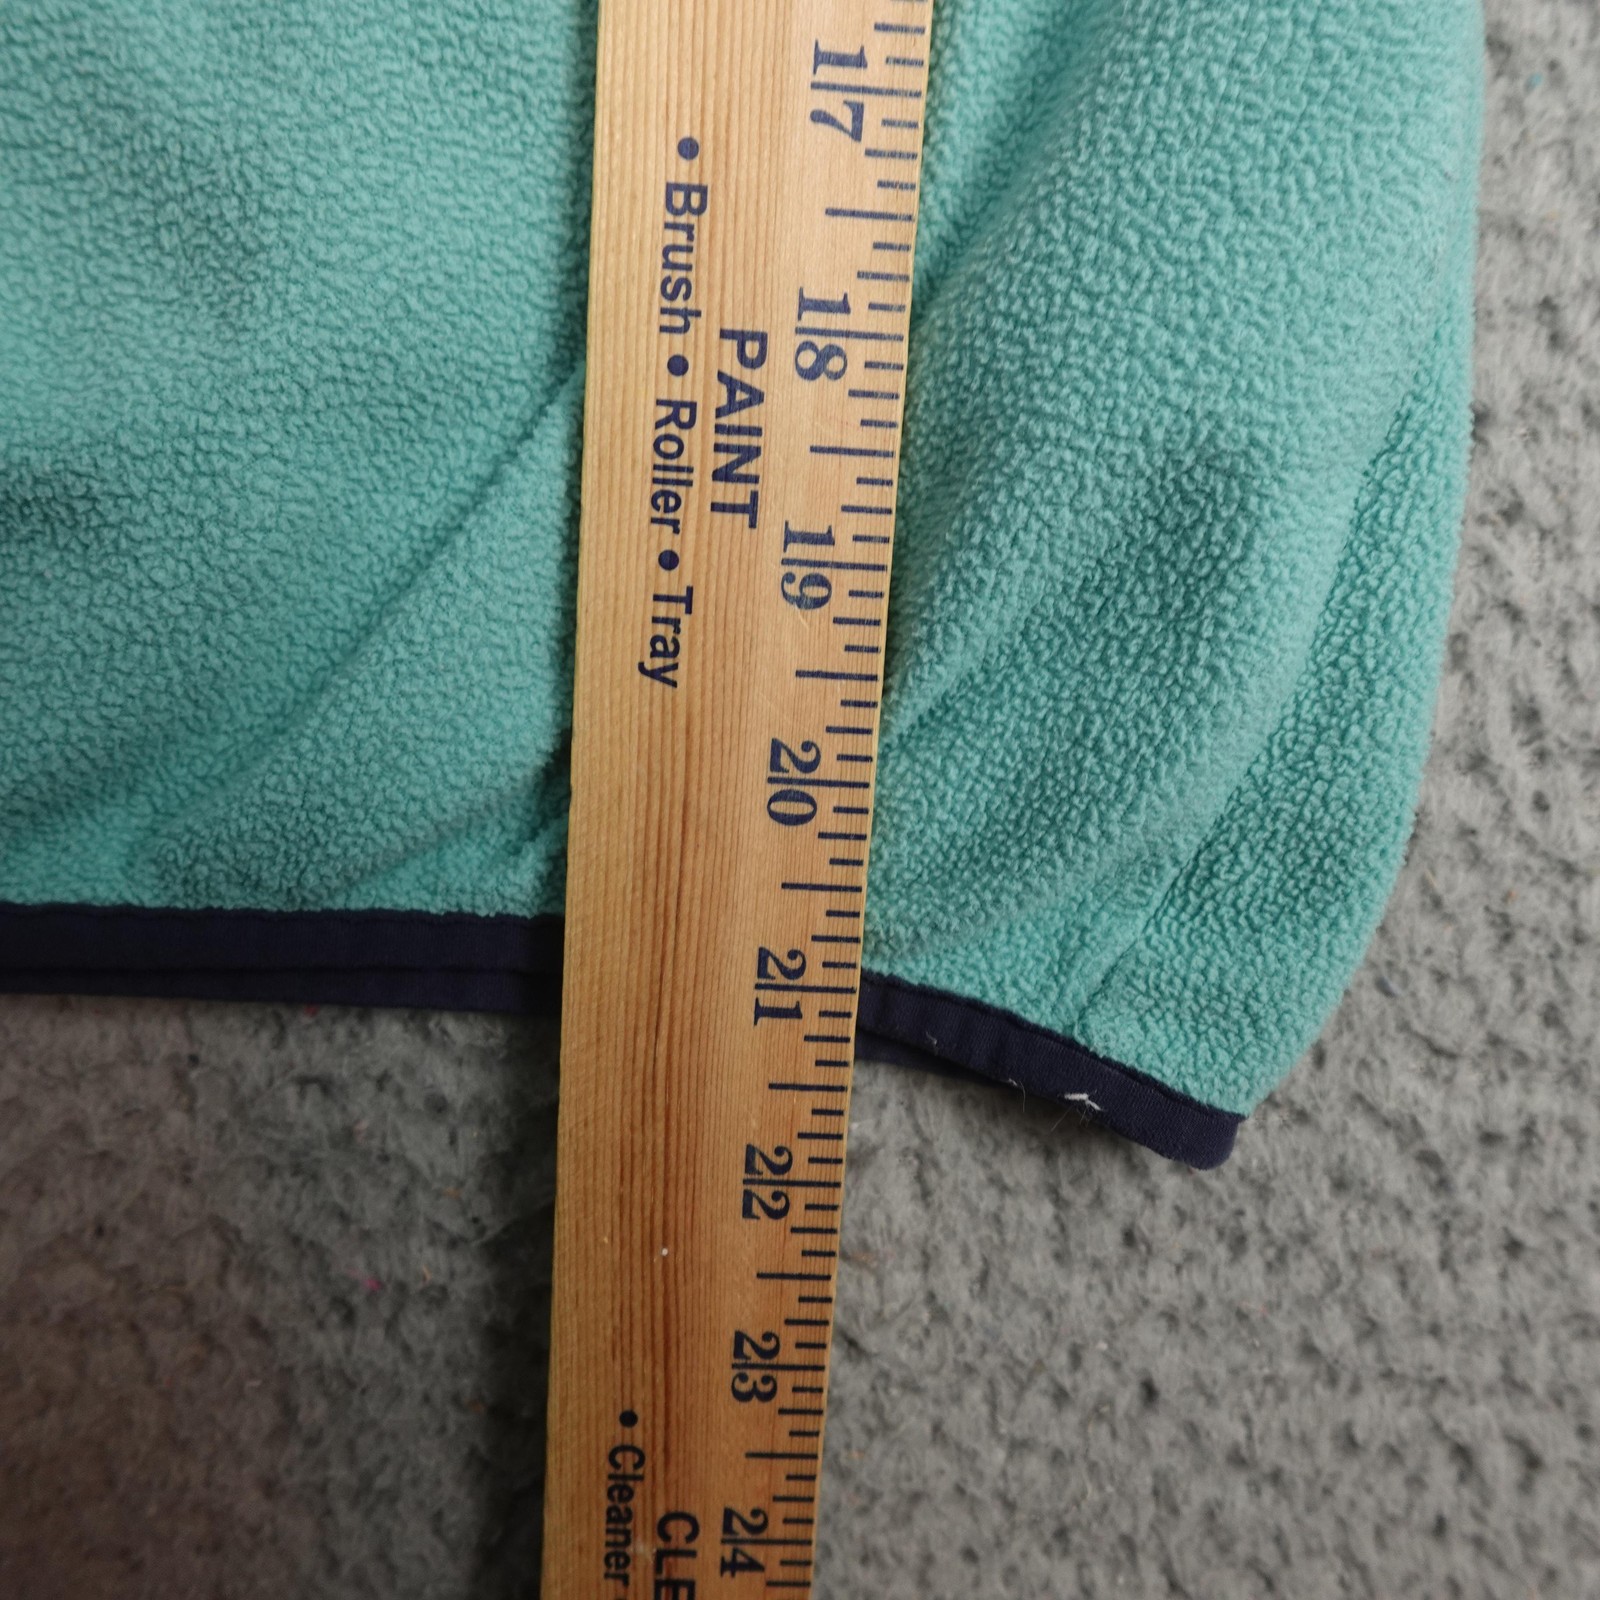 17 18 19 20 21 22 23 24
PAINT
• Brush • Roller • Tray
CLE
• Cleaner